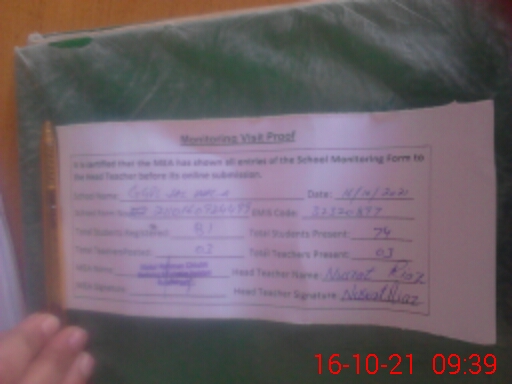 Monitoring Visit Proof
It is certified that the MEA has shown all entries of the School Monitoring Form to
the Head Teacher before its online submission.
School Name: Date: 16/10/2021
School Form No: EMIS Code:
Total Students Registered: 81 Total Students Present: 74
Total Teachers Posted: 03 Total Teachers Present: 03
MEA Name: Head Teacher Name: Nusrat Riaz
MEA Signature: Head Teacher Signature: Nusrat Riaz
16-10-21 09:39